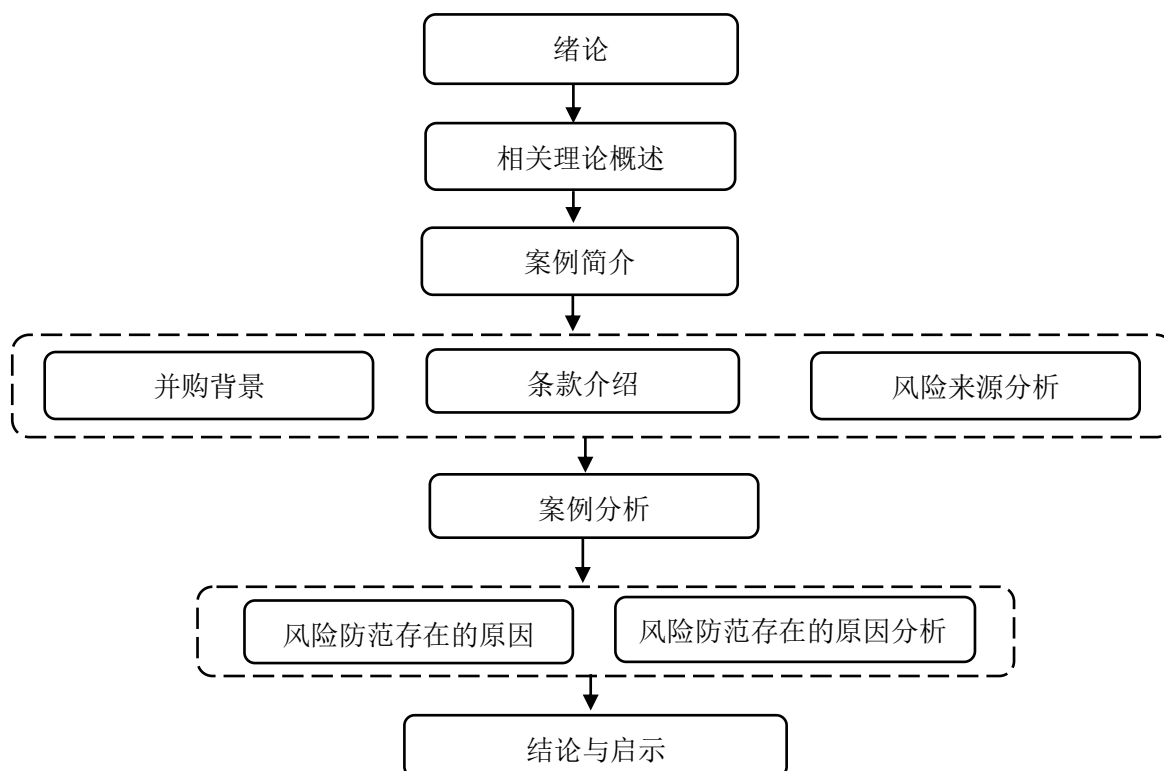 绪论
相关理论概述
案例简介
并购背景
条款介绍
风险来源分析
案例分析
风险防范存在的原因
风险防范存在的原因分析
结论与启示